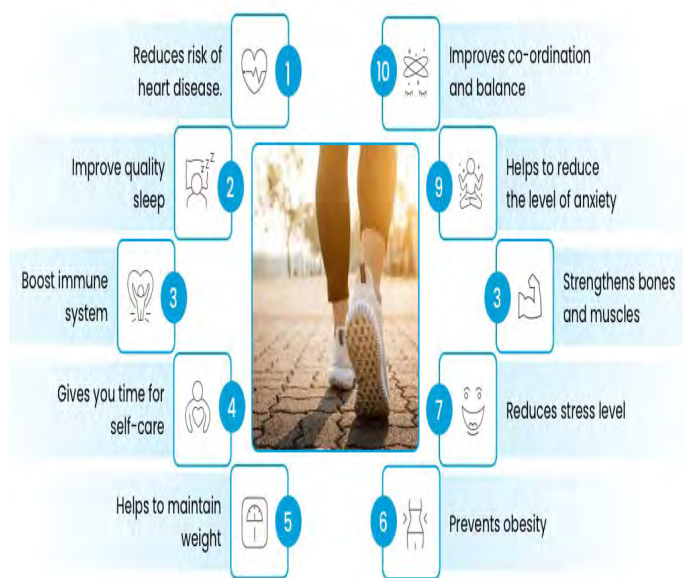 Reduces risk of
heart disease.
1
Improve quality
sleep
2
Boost immune
system
3
Gives you time for
self-care
4
Helps to maintain
weight
5
10
Improves co-ordination
and balance
9
Helps to reduce
the level of anxiety
3
Strengthens bones
and muscles
7
Reduces stress level
6
Prevents obesity
zzZ